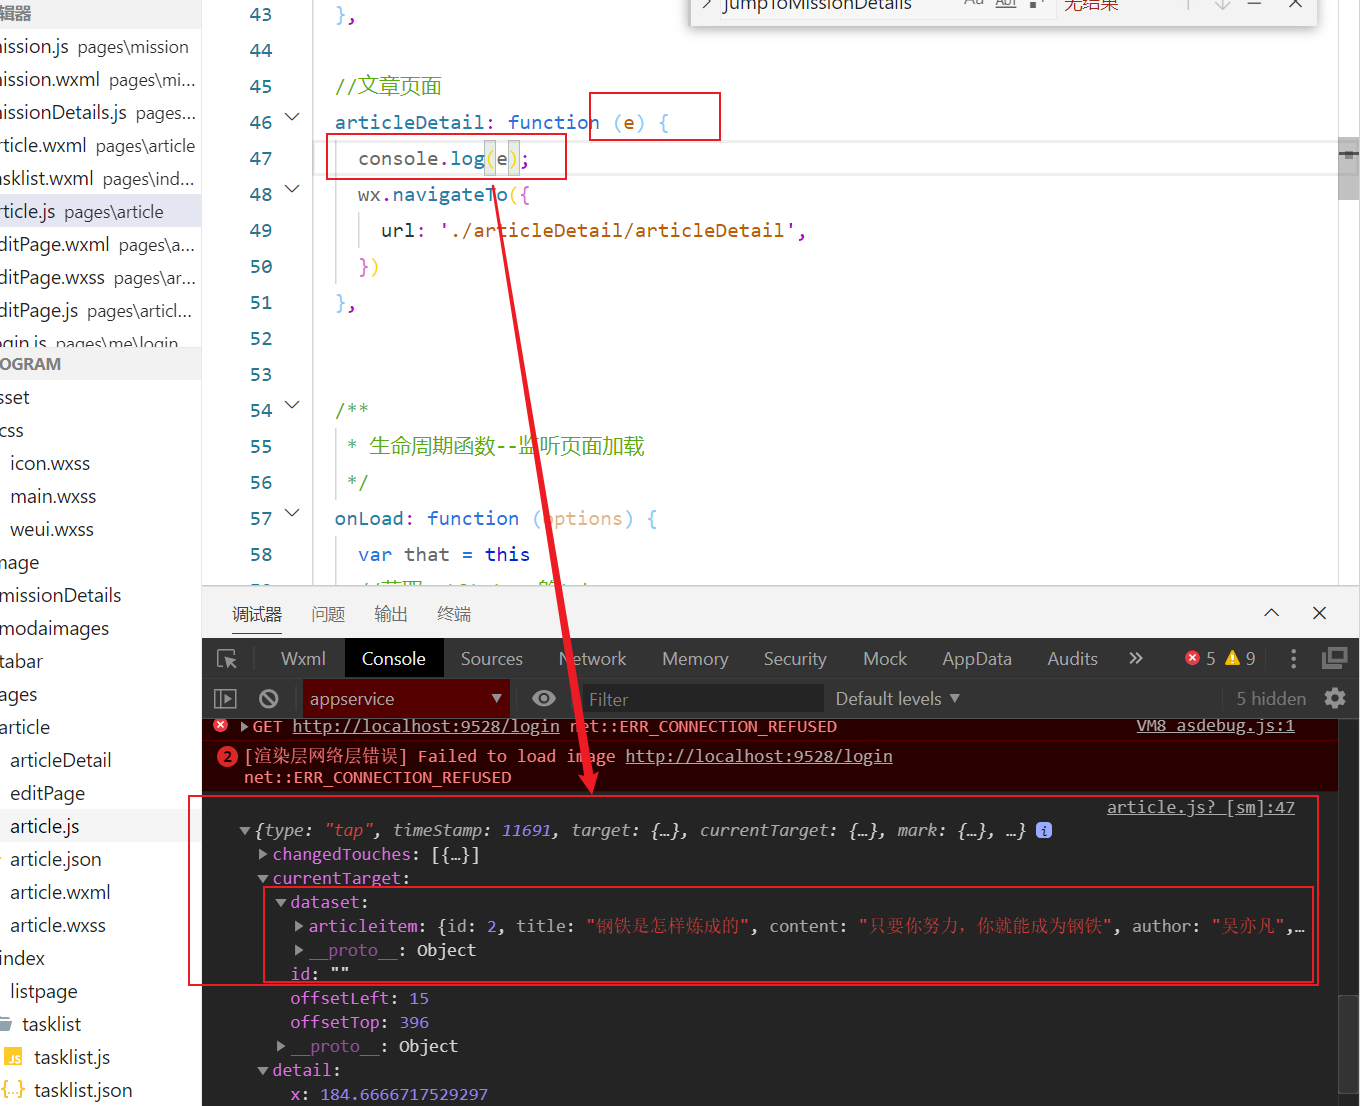 辑器
ission.js pages\mission
ission.wxml pages\mi...
issionDetails.js pages...
rticle.wxml pages\article
asklist.wxml pages\ind...
rticle.js pages\article
ditPage.wxml pages\a...
ditPage.wxss pages\ar...
ditPage.js pages\articl...
ogin.js pages\me\login
OGRAM
sset
css
icon.wxss
main.wxss
weui.wxss
nage
missionDetails
modaimages
tabar
ages
article
articleDetail
editPage
article.js
article.json
article.wxml
article.wxss
index
listpage
tasklist
JS tasklist.js
{..} tasklist.json
jumpToMissionDetails Aa Abl 无结果
43 },
44
45 //文章页面
46 articleDetail: function (e) {
47 console.log(e);
48 wx.navigateTo({
49 url: './articleDetail/articleDetail',
50 })
51 },
52
53
54 /**
55 * 生命周期函数--监听页面加载
56 */
57 onLoad: function (options) {
58 var that = this
调试器 问题 输出 终端
Wxml Console Sources Network Memory Security Mock AppData Audits » 5 9
appservice Filter Default levels 5 hidden
GET http://localhost:9528/login net::ERR_CONNECTION_REFUSED VM8 asdebug.js:1
2 [渲染层网络层错误] Failed to load image http://localhost:9528/login
net::ERR_CONNECTION_REFUSED
article.js? [sm]:47
{type: "tap", timeStamp: 11691, target: {…}, currentTarget: {…}, mark: {…}, …} i
changedTouches: [{…}]
currentTarget:
dataset:
articleitem: {id: 2, title: "钢铁是怎样炼成的", content: "只要你努力，你就能成为钢铁", author: "吴亦凡",…
__proto__: Object
id: ""
offsetLeft: 15
offsetTop: 396
__proto__: Object
detail:
x: 184.6666717529297